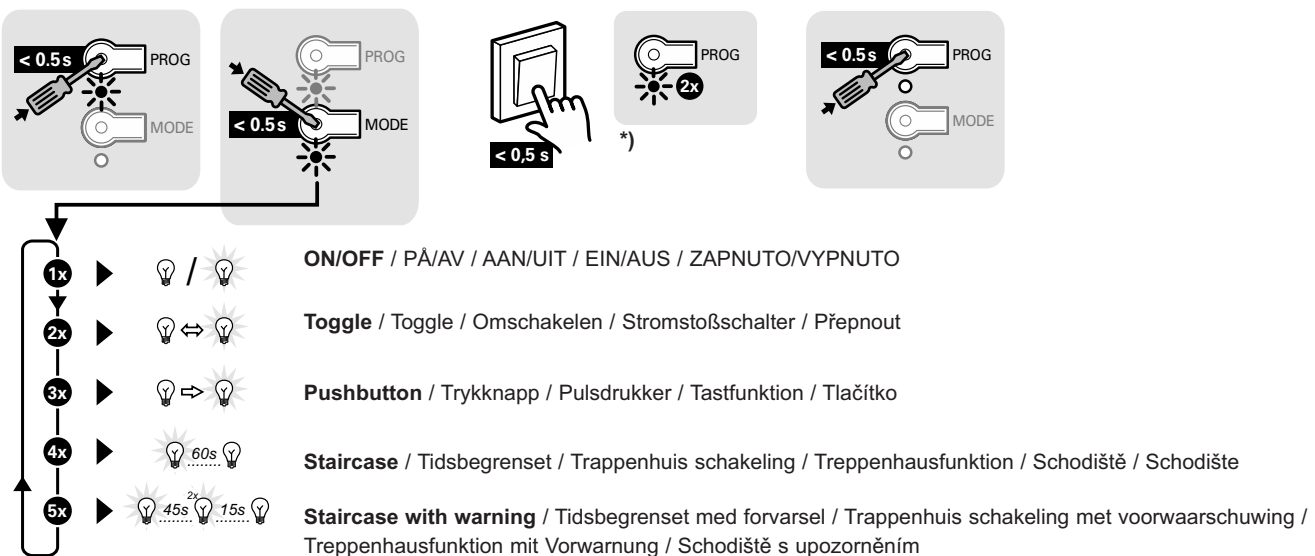 < 0.5 s PROG
MODE
PROG
< 0.5 s MODE
< 0,5 s
PROG
2x
*)
< 0.5 s PROG
MODE
1x / ON/OFF / PÅ/AV / AAN/UIT / EIN/AUS / ZAPNUTO/VYPNUTO
2x Toggle / Toggle / Omschakelen / Stromstoßschalter / Přepnout
3x Pushbutton / Trykknapp / Pulsdrukker / Tastfunktion / Tlačítko
4x 60s Staircase / Tidsbegrenset / Trappenhuis schakeling / Treppenhausfunktion / Schodiště / Schodište
5x 45s 2x 15s Staircase with warning / Tidsbegrenset med forvarsel / Trappenhuis schakeling met voorwaarschuwing /
Treppenhausfunktion mit Vorwarnung / Schodiště s upozorněním